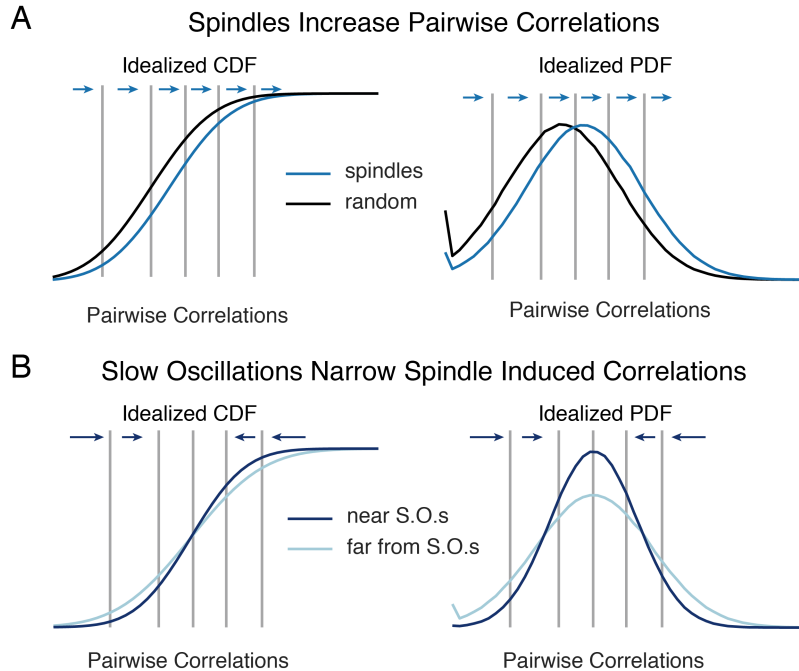 A
Spindles Increase Pairwise Correlations
Idealized CDF
Idealized PDF
spindles
random
Pairwise Correlations
Pairwise Correlations
B
Slow Oscillations Narrow Spindle Induced Correlations
Idealized CDF
Idealized PDF
near S.O.s
far from S.O.s
Pairwise Correlations
Pairwise Correlations